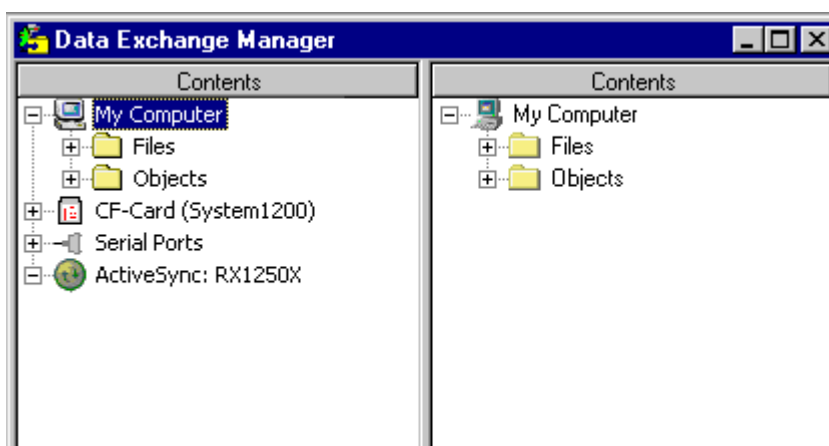 Data Exchange Manager
Contents
My Computer
Files
Objects
CF-Card (System1200)
Serial Ports
ActiveSync: RX1250X
Contents
My Computer
Files
Objects